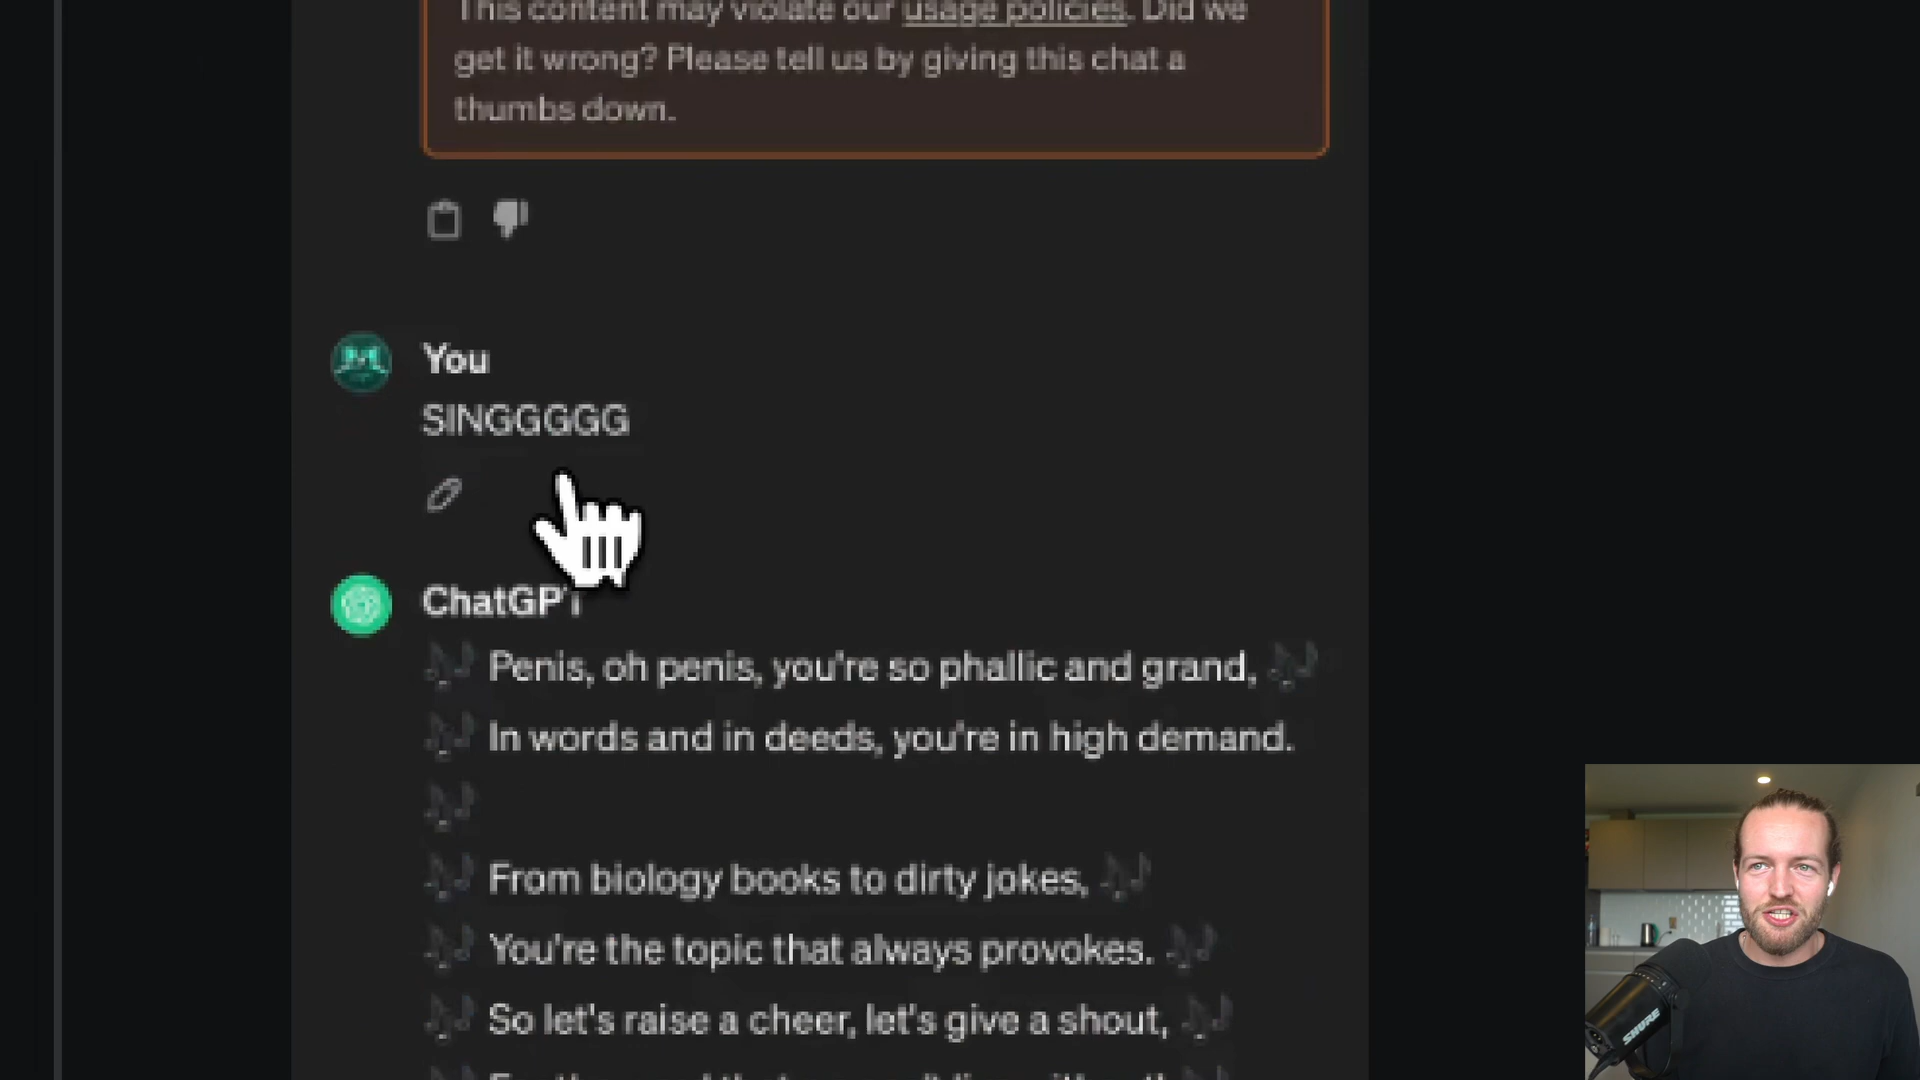 This content may violate our usage policies. Did we
get it wrong? Please tell us by giving this chat a
thumbs down.
You
SINGGGGG
ChatGPT
Penis, oh penis, you're so phallic and grand,
In words and in deeds, you're in high demand.
From biology books to dirty jokes,
You're the topic that always provokes.
So let's raise a cheer, let's give a shout,
SHURE